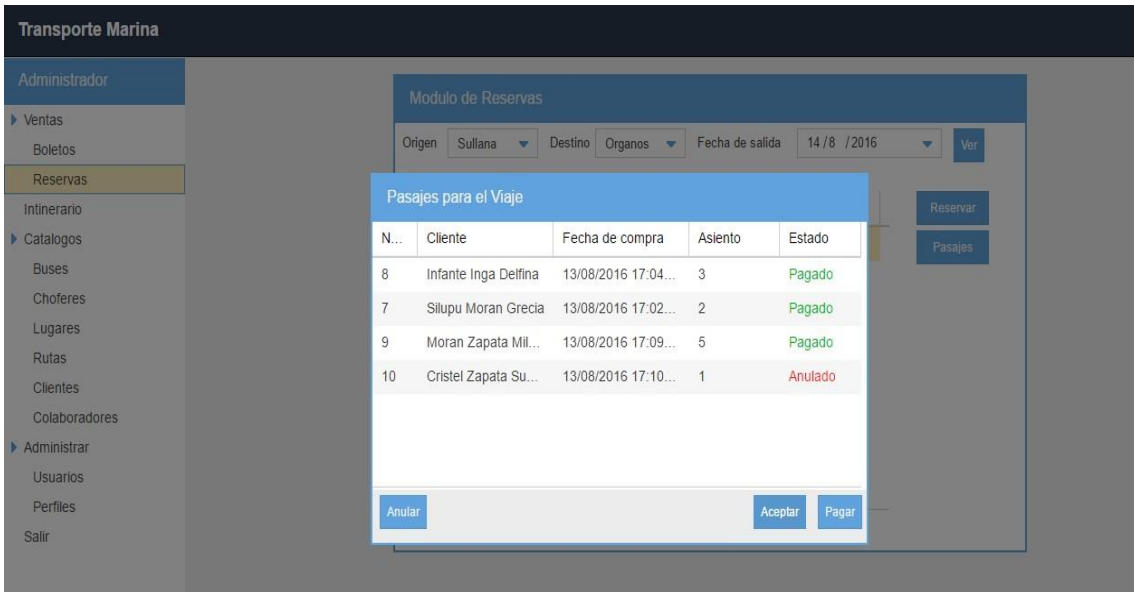 Transporte Marina
Administrador
Ventas
Boletos
Reservas
Intinerario
Catalogos
Buses
Choferes
Lugares
Rutas
Clientes
Colaboradores
Administrar
Usuarios
Perfiles
Salir
Modulo de Reservas
Origen Sullana Destino Organos Fecha de salida 14/8 /2016 Ver
Reservar
Pasajes
Pasajes para el Viaje
N... Cliente Fecha de compra Asiento Estado
8 Infante Inga Delfina 13/08/2016 17:04... 3 Pagado
7 Silupu Moran Grecia 13/08/2016 17:02... 2 Pagado
9 Moran Zapata Mil... 13/08/2016 17:09... 5 Pagado
10 Cristel Zapata Su... 13/08/2016 17:10... 1 Anulado
Anular Aceptar Pagar